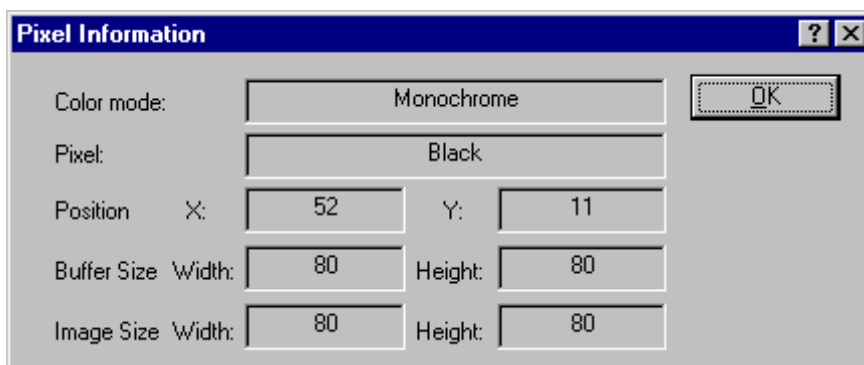 Pixel Information
Color mode: Monochrome OK
Pixel: Black
Position X: 52 Y: 11
Buffer Size Width: 80 Height: 80
Image Size Width: 80 Height: 80